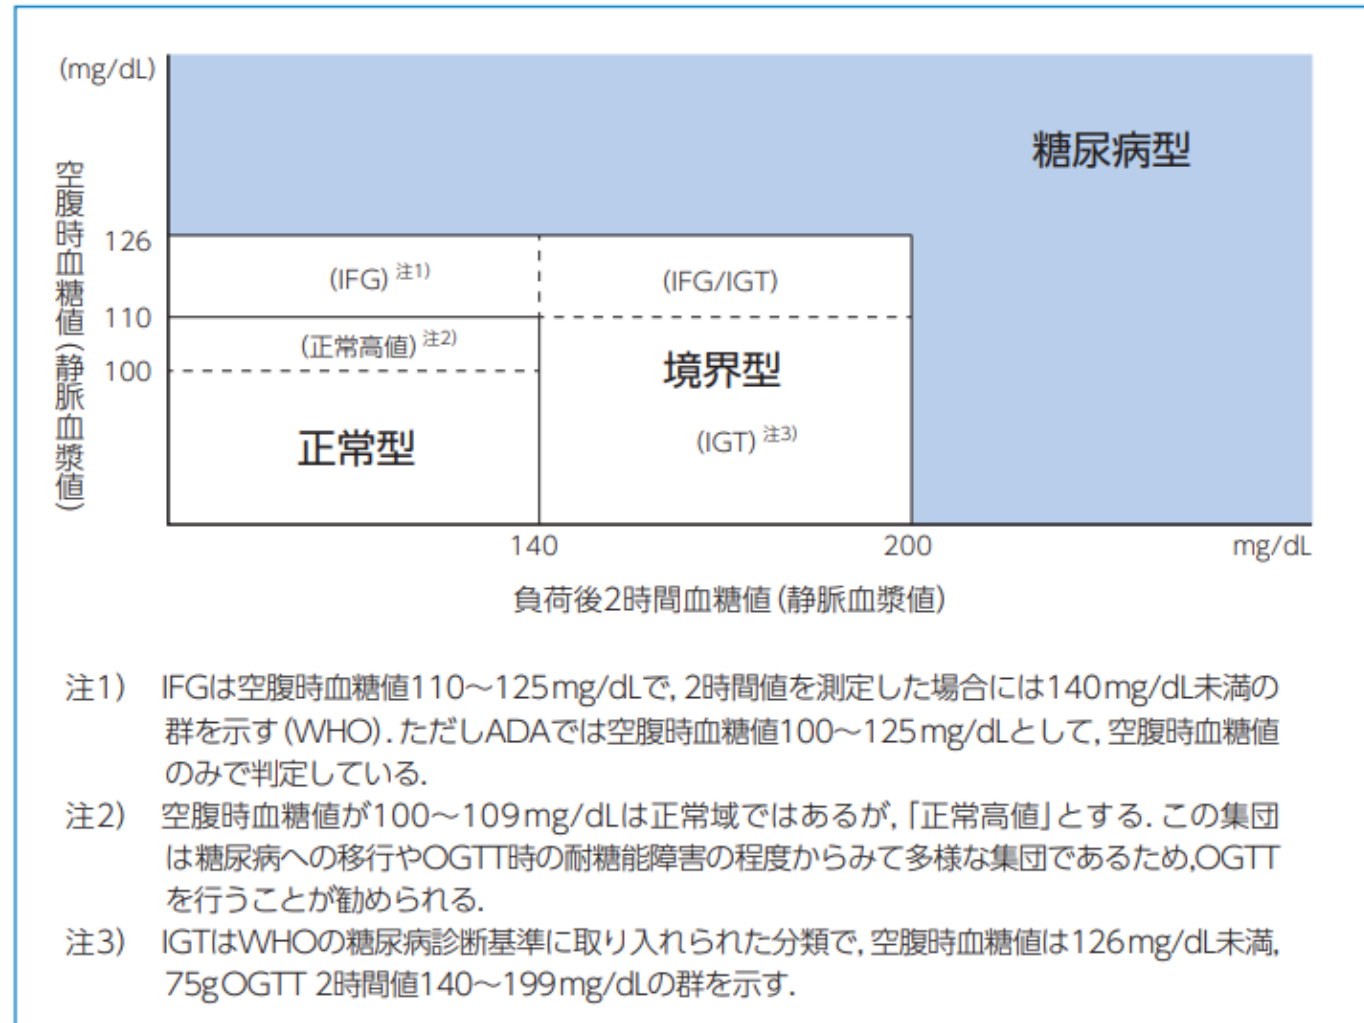 (mg/dL)
糖尿病型
空腹時血糖値(静脈血漿値)
126
(IFG) 注1)
(IFG/IGT)
110
(正常高値) 注2)
100
境界型
正常型
(IGT) 注3)
140
200
mg/dL
負荷後2時間血糖値(静脈血漿値)
注1) IFGは空腹時血糖値110～125mg/dLで, 2時間値を測定した場合には140mg/dL未満の
群を示す(WHO). ただしADAでは空腹時血糖値100～125mg/dLとして, 空腹時血糖値
のみで判定している.
注2) 空腹時血糖値が100～109mg/dLは正常域ではあるが,「正常高値」とする. この集団
は糖尿病への移行やOGTT時の耐糖能障害の程度からみて多様な集団であるため,OGTT
を行うことが勧められる.
注3) IGTはWHOの糖尿病診断基準に取り入れられた分類で, 空腹時血糖値は126mg/dL未満,
75gOGTT 2時間値140～199mg/dLの群を示す.